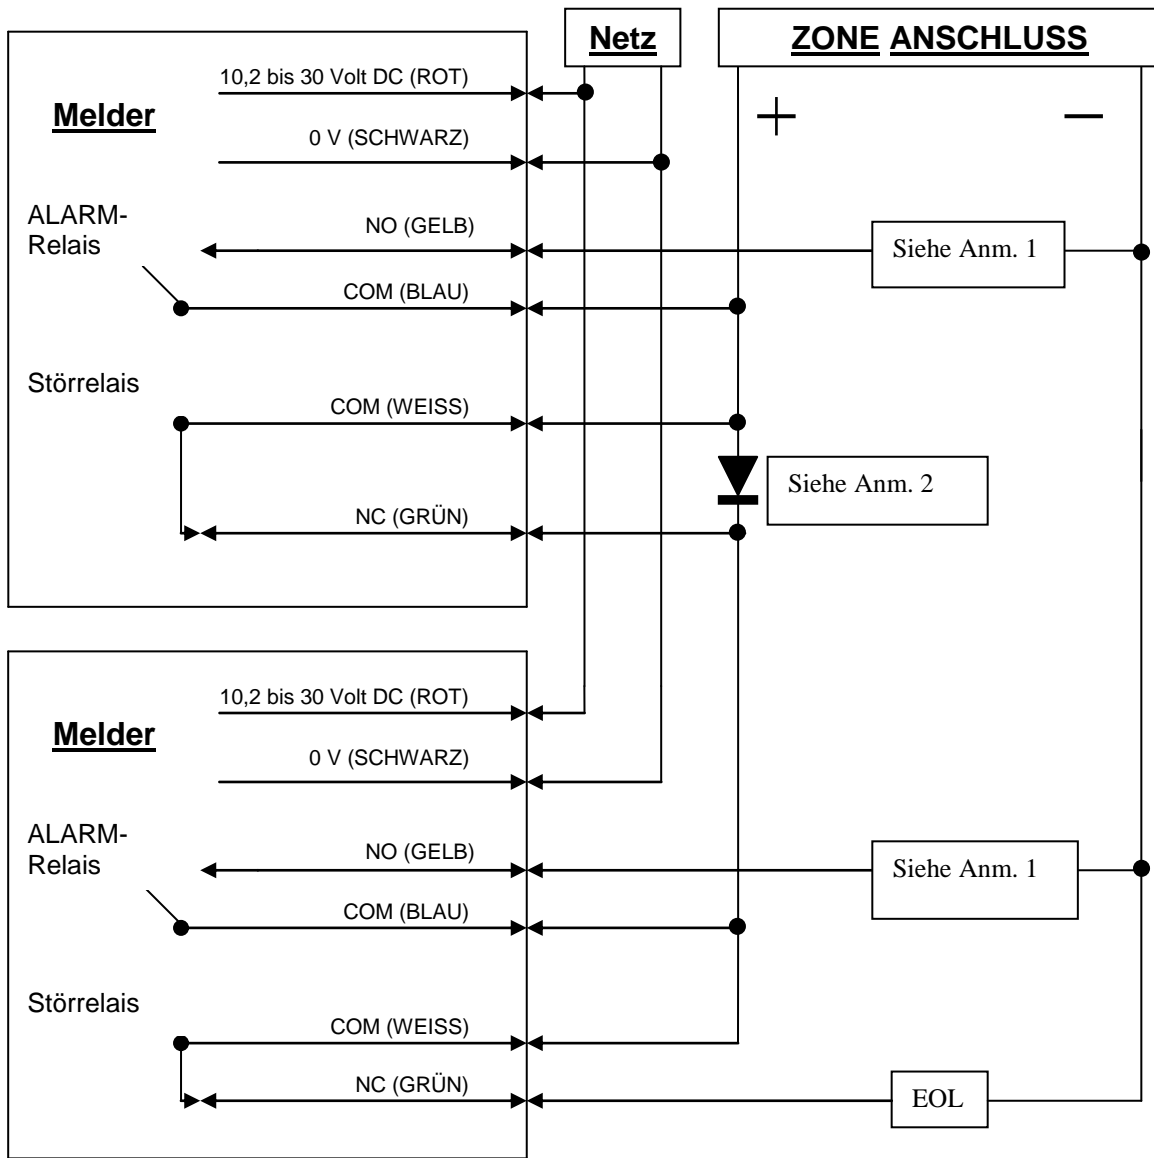 Netz
ZONE ANSCHLUSS
10,2 bis 30 Volt DC (ROT)
Melder
+ −
0 V (SCHWARZ)
ALARM-
Relais
NO (GELB)
Siehe Anm. 1
COM (BLAU)
Störrelais
COM (WEISS)
Siehe Anm. 2
NC (GRÜN)
10,2 bis 30 Volt DC (ROT)
Melder
0 V (SCHWARZ)
ALARM-
Relais
NO (GELB)
Siehe Anm. 1
COM (BLAU)
Störrelais
COM (WEISS)
NC (GRÜN)
EOL